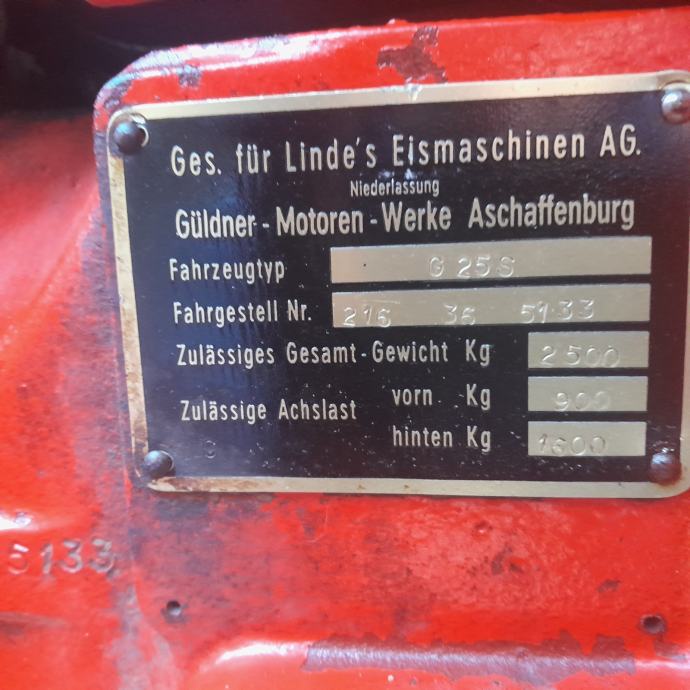 Ges. für Linde's Eismaschinen AG.
Niederlassung
Güldner - Motoren - Werke Aschaffenburg
Fahrzeugtyp G 25 S
Fahrgestell Nr. 216 36 5133
Zulässiges Gesamt - Gewicht Kg 2500
Zulässige Achslast vorn Kg 900
hinten Kg 1600
5133